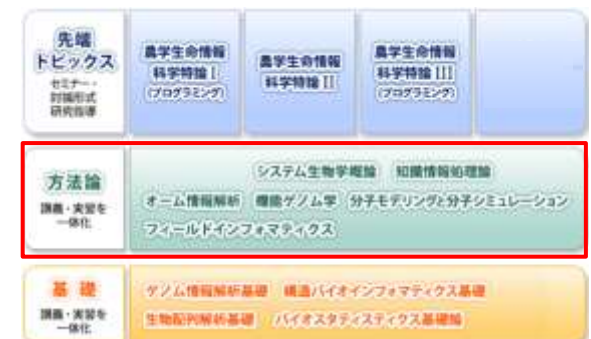 先端
トピックス
セミナー・
討論形式
研究指導
農学生命情報
科学特論 I
(プログラミング)
農学生命情報
科学特論 II
農学生命情報
科学特論 III
(プログラミング)
方法論
講義・実習を
一体化
システム生物学概論 知識情報処理論
オーム情報解析 機能ゲノム学 分子モデリングと分子シミュレーション
フィールドインフォマティクス
基礎
講義・実習を
一体化
ゲノム情報解析基礎 構造バイオインフォマティクス基礎
生物配列解析基礎 バイオスタティスティクス基礎論